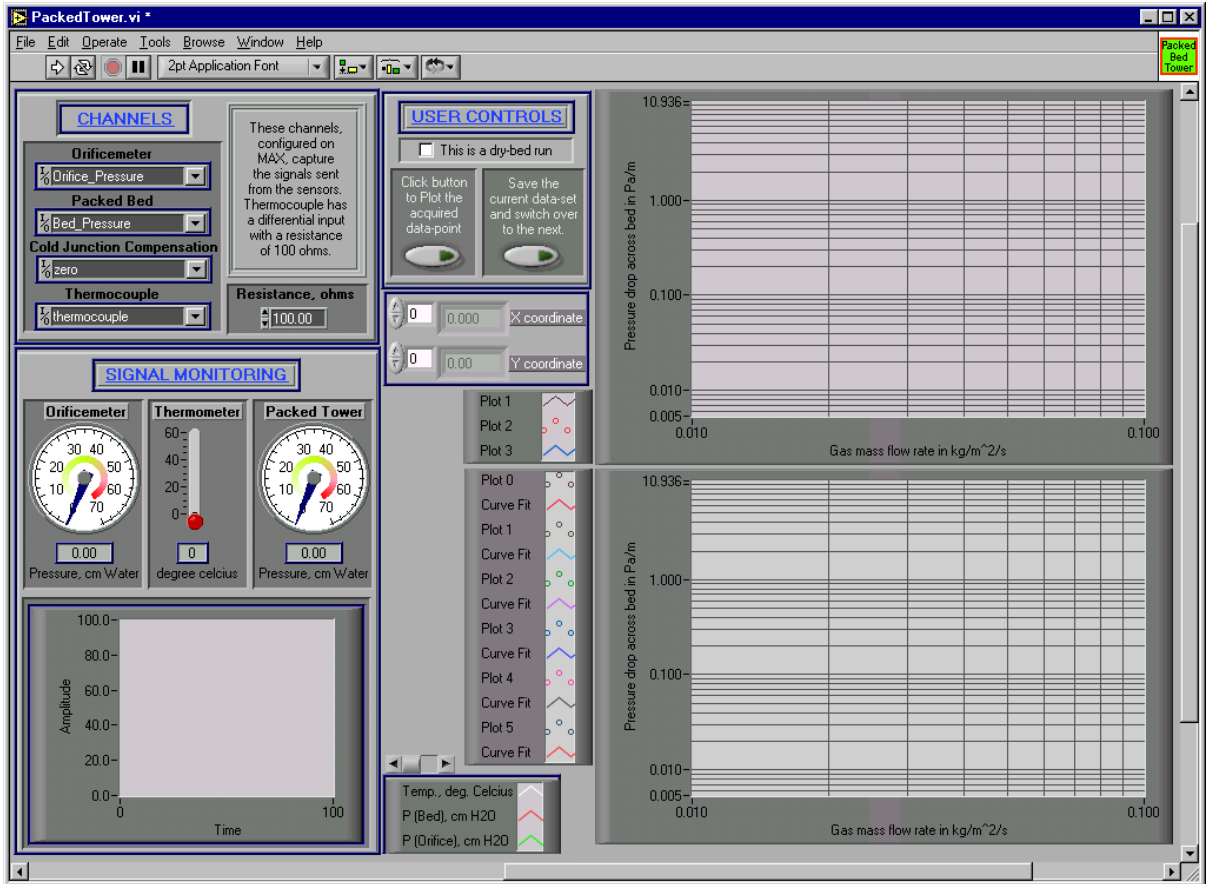 PackedTower.vi *
File Edit Operate Tools Browse Window Help
2pt Application Font
Packed
Bed
Tower
CHANNELS
Orificemeter
Orifice_Pressure
Packed Bed
Bed_Pressure
Cold Junction Compensation
zero
Thermocouple
thermocouple
These channels,
configured on
MAX, capture
the signals sent
from the sensors.
Thermocouple has
a differential input
with a resistance
of 100 ohms.
Resistance, ohms
100.00
USER CONTROLS
This is a dry-bed run
Click button
to Plot the
acquired
data-point
Save the
current data-set
and switch over
to the next.
0 0.000 X coordinate
0 0.00 Y coordinate
SIGNAL MONITORING
Orificemeter
0 10 20 30 40 50 60 70
0.00
Pressure, cm Water
Thermometer
60
40
20
0
0
degree celcius
Packed Tower
0 10 20 30 40 50 60 70
0.00
Pressure, cm Water
Amplitude
100.0
80.0
60.0
40.0
20.0
0.0
0 100
Time
Plot 1
Plot 2
Plot 3
Plot 0
Curve Fit
Plot 1
Curve Fit
Plot 2
Curve Fit
Plot 3
Curve Fit
Plot 4
Curve Fit
Plot 5
Curve Fit
Temp., deg. Celcius
P (Bed), cm H2O
P (Orifice), cm H2O
Pressure drop across bed in Pa/m
10.936
1.000
0.100
0.010
0.005
0.010 0.100
Gas mass flow rate in kg/m^2/s
Pressure drop across bed in Pa/m
10.936
1.000
0.100
0.010
0.005
0.010 0.100
Gas mass flow rate in kg/m^2/s